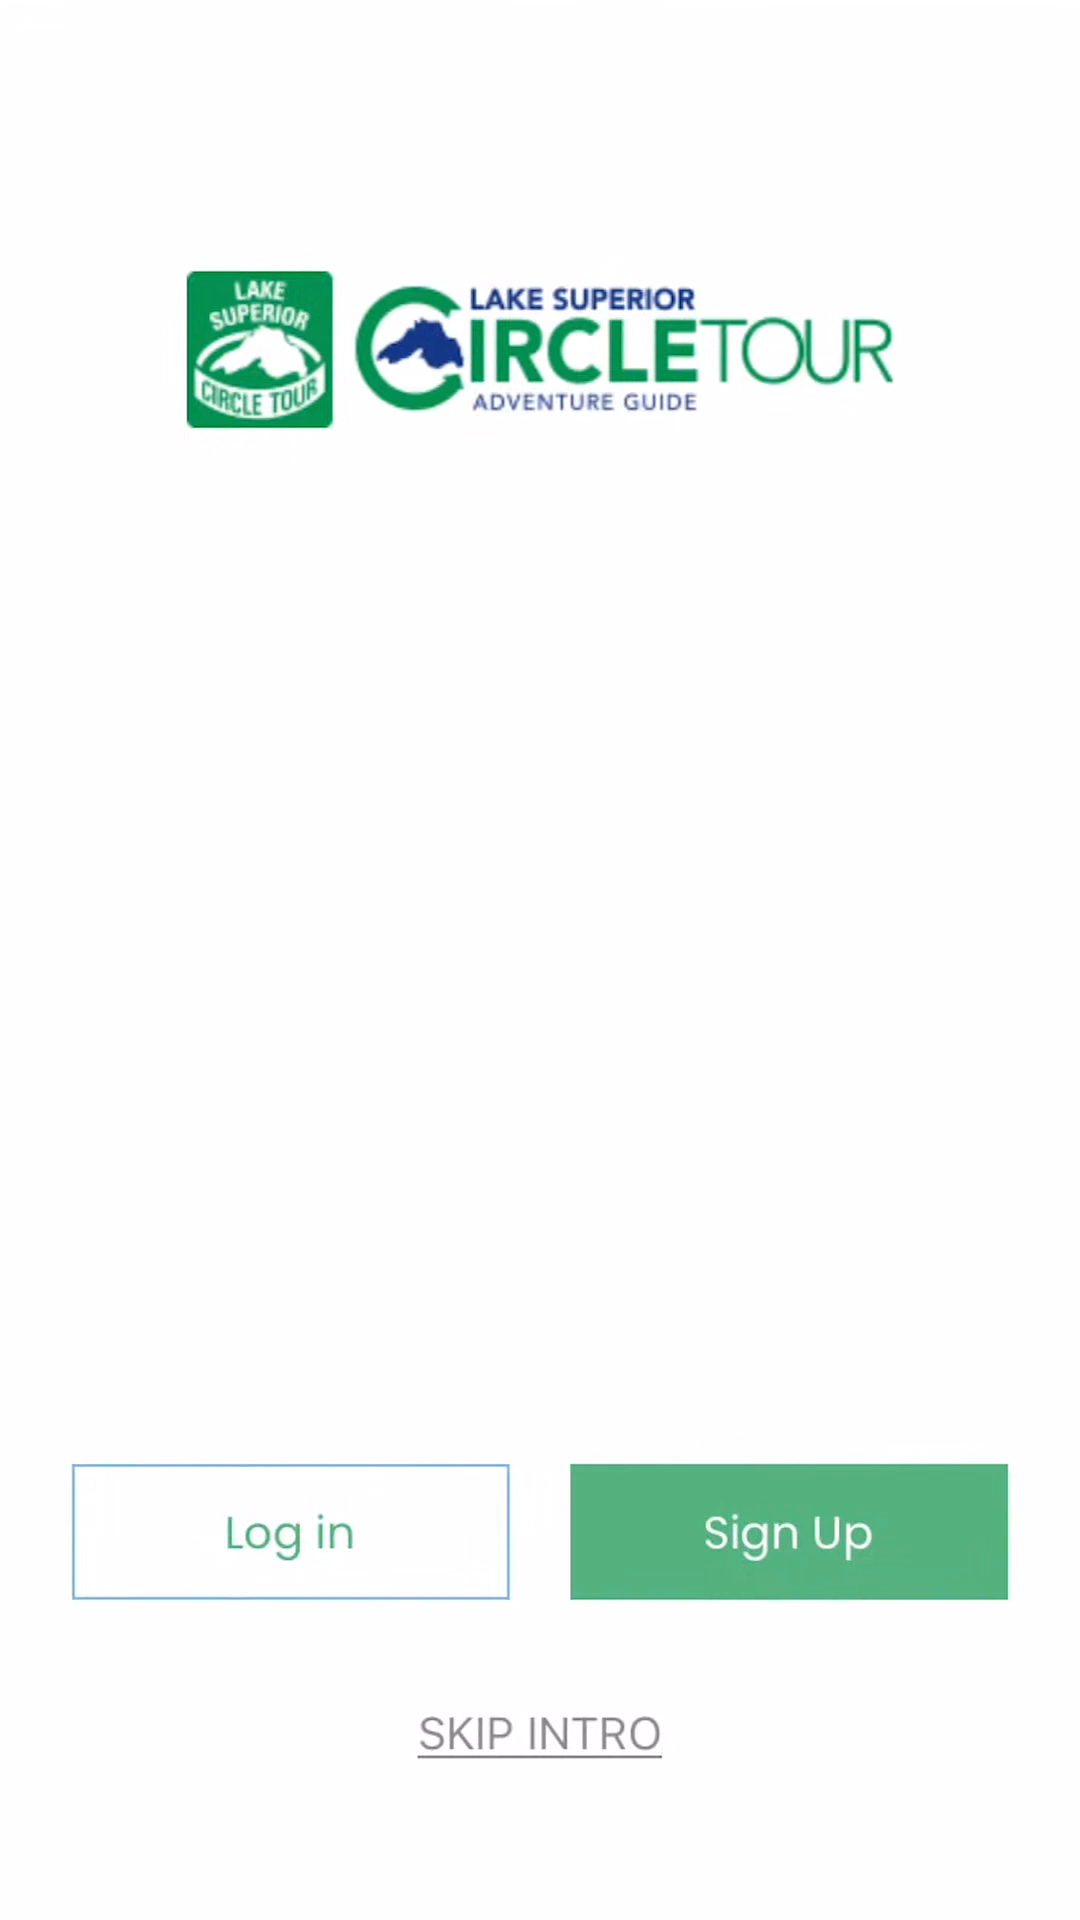 LAKE
SUPERIOR
CIRCLE TOUR
LAKE SUPERIOR
CIRCLETOUR
ADVENTURE GUIDE
Log in
Sign Up
SKIP INTRO